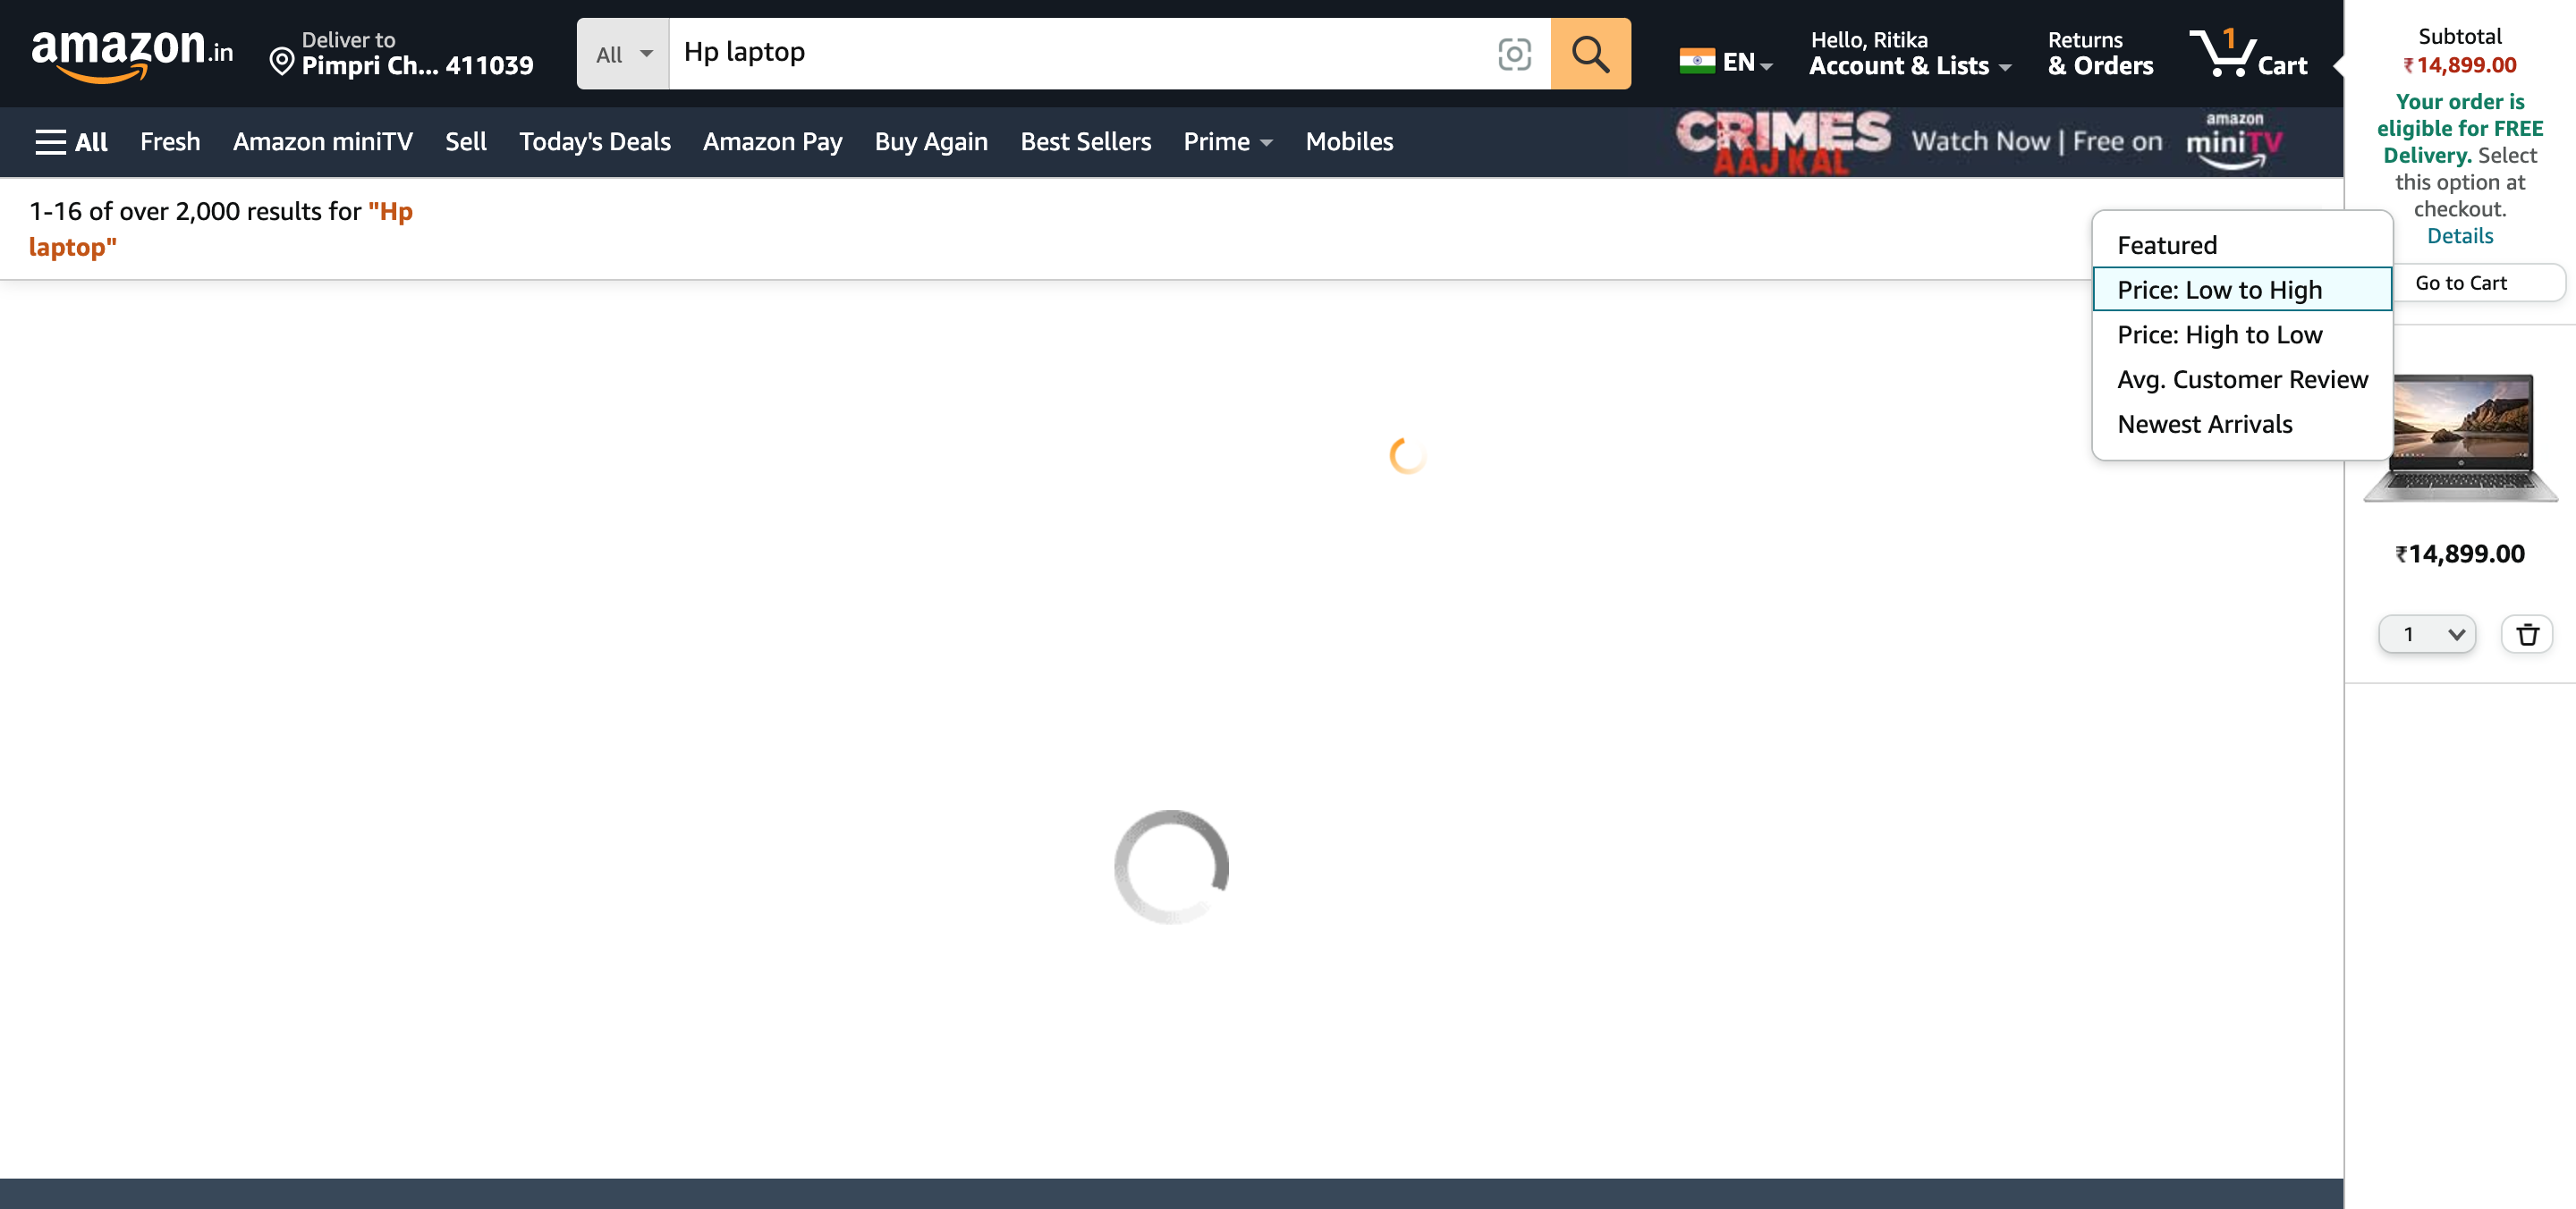 amazon.in
Deliver to
Pimpri Ch... 411039
All
Hp laptop
EN
Hello, Ritika
Account & Lists
Returns
& Orders
1
Cart
All
Fresh
Amazon miniTV
Sell
Today's Deals
Amazon Pay
Buy Again
Best Sellers
Prime
Mobiles
CRIMES
AAJ KAL
Watch Now | Free on
amazon
miniTV
1-16 of over 2,000 results for "Hp
laptop"
Featured
Price: Low to High
Price: High to Low
Avg. Customer Review
Newest Arrivals
Subtotal
₹14,899.00
Your order is
eligible for FREE
Delivery. Select
this option at
checkout.
Details
Go to Cart
₹14,899.00
1